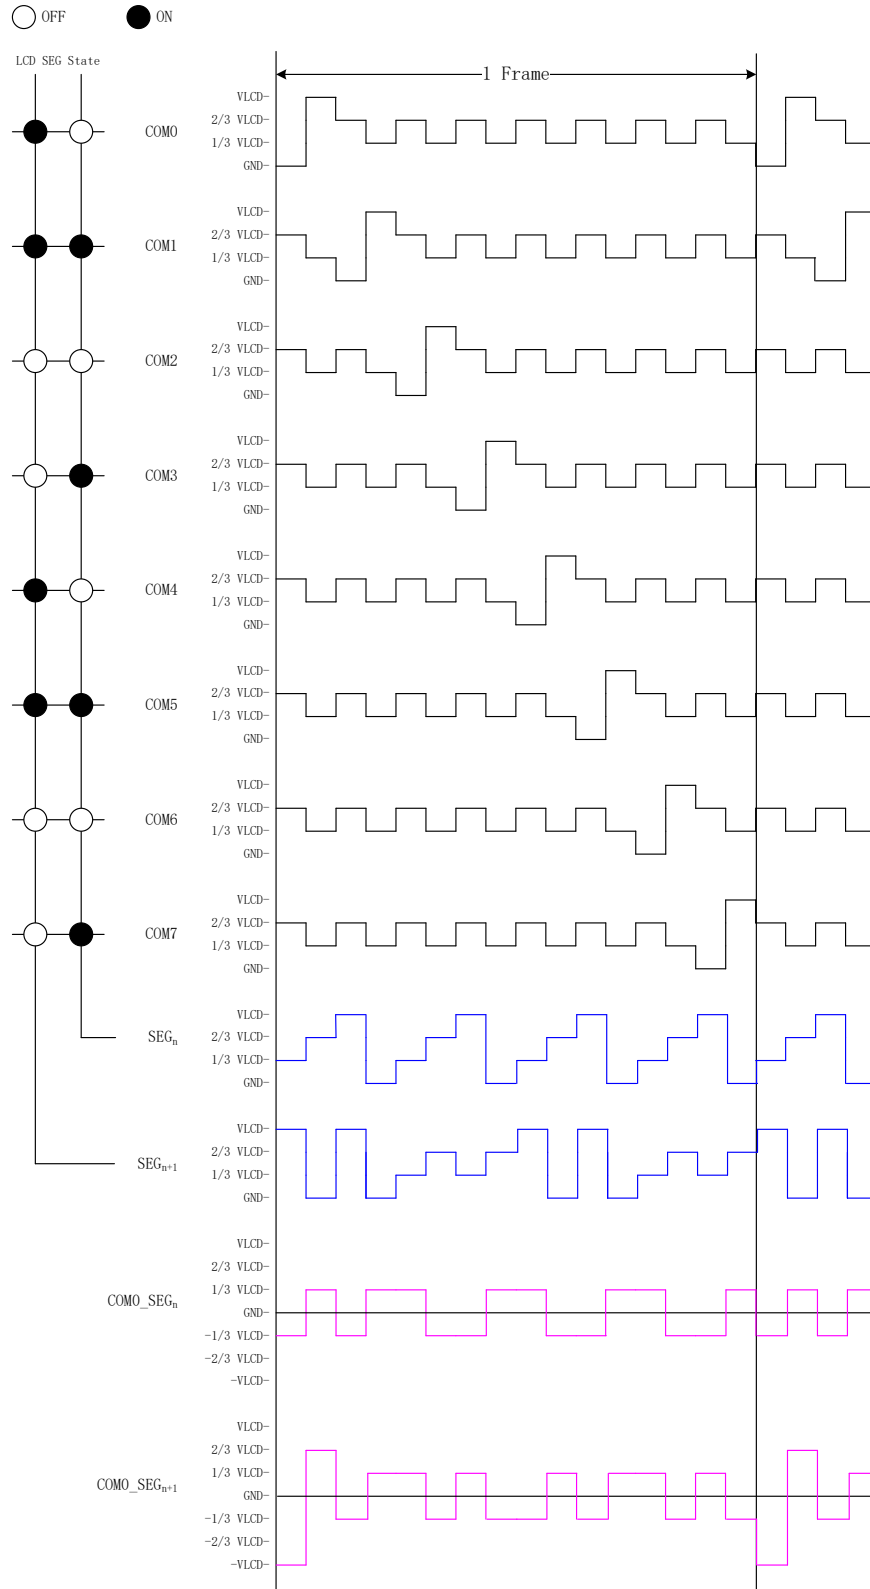 OFF ON
LCD SEG State
1 Frame
VLCD
2/3 VLCD
COM0
1/3 VLCD
GND
VLCD
2/3 VLCD
COM1
1/3 VLCD
GND
VLCD
2/3 VLCD
COM2
1/3 VLCD
GND
VLCD
2/3 VLCD
COM3
1/3 VLCD
GND
VLCD
2/3 VLCD
COM4
1/3 VLCD
GND
VLCD
2/3 VLCD
COM5
1/3 VLCD
GND
VLCD
2/3 VLCD
COM6
1/3 VLCD
GND
VLCD
2/3 VLCD
COM7
1/3 VLCD
GND
VLCD
SEGn 2/3 VLCD
1/3 VLCD
GND
VLCD
2/3 VLCD
SEGn+1
1/3 VLCD
GND
VLCD
2/3 VLCD
1/3 VLCD
COM0_SEGn
GND
-1/3 VLCD
-2/3 VLCD
-VLCD
VLCD
2/3 VLCD
1/3 VLCD
COM0_SEGn+1
GND
-1/3 VLCD
-2/3 VLCD
-VLCD